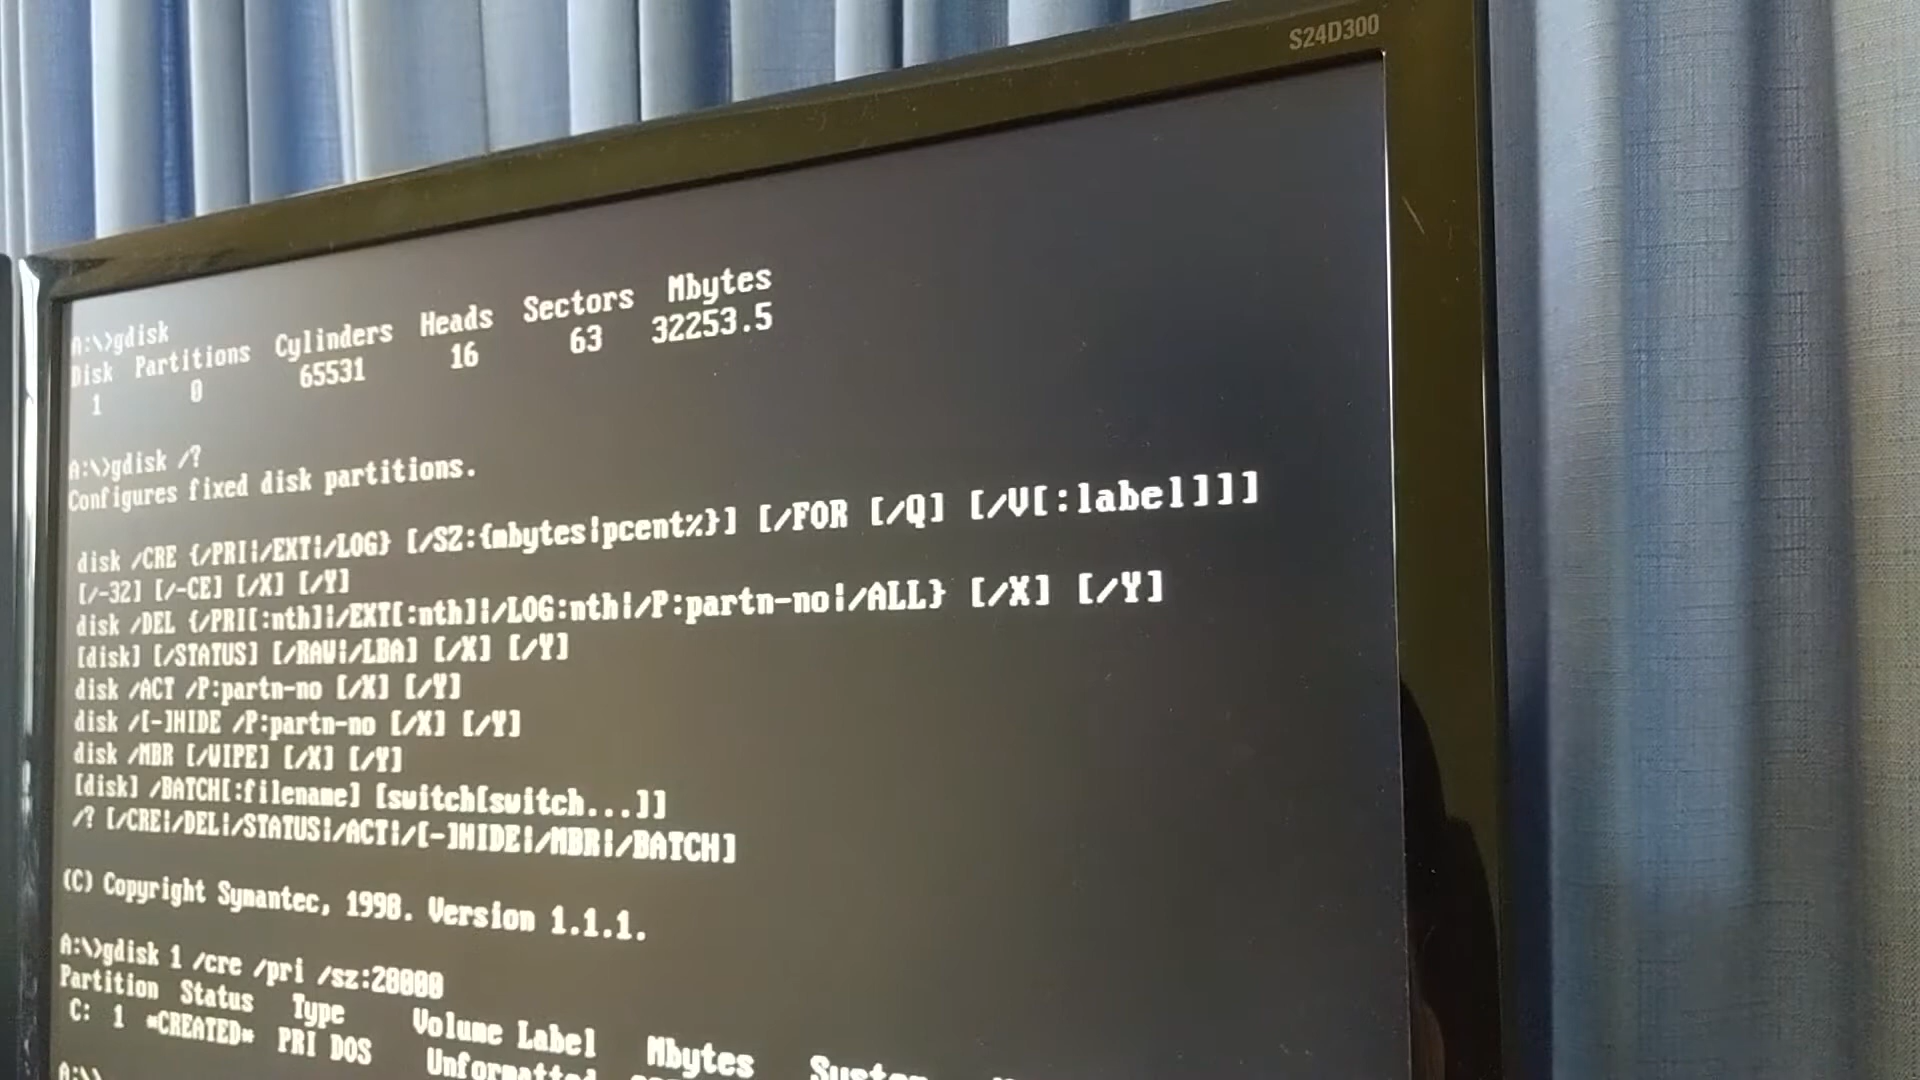 S24D300
A:\>gdisk
Disk Partitions Cylinders Heads Sectors Mbytes
1 0 65531 16 63 32253.5
A:\>gdisk /?
Configures fixed disk partitions.
disk /CRE {/PRI|/EXT|/LOG} [/SZ:{mbytes|pcent%}] [/FOR [/Q] [/V[:label]]]
[/-32] [/-CE] [/X] [/Y]
disk /DEL {/PRI[:nth]|/EXT[:nth]|/LOG:nth|/P:partn-no|/ALL} [/X] [/Y]
[disk] [/STATUS] [/RAW|/LBA] [/X] [/Y]
disk /ACT /P:partn-no [/X] [/Y]
disk /[-]HIDE /P:partn-no [/X] [/Y]
disk /MBR [/WIPE] [/X] [/Y]
[disk] /BATCH[:filename] [switch[switch...]]
/? [/CRE|/DEL|/STATUS|/ACT|/[-]HIDE|/MBR|/BATCH]
(C) Copyright Symantec, 1998. Version 1.1.1.
A:\>gdisk 1 /cre /pri /sz:28000
Partition Status Type Volume Label Mbytes System
C: 1 *CREATED* PRI DOS Unformatted
A:\>